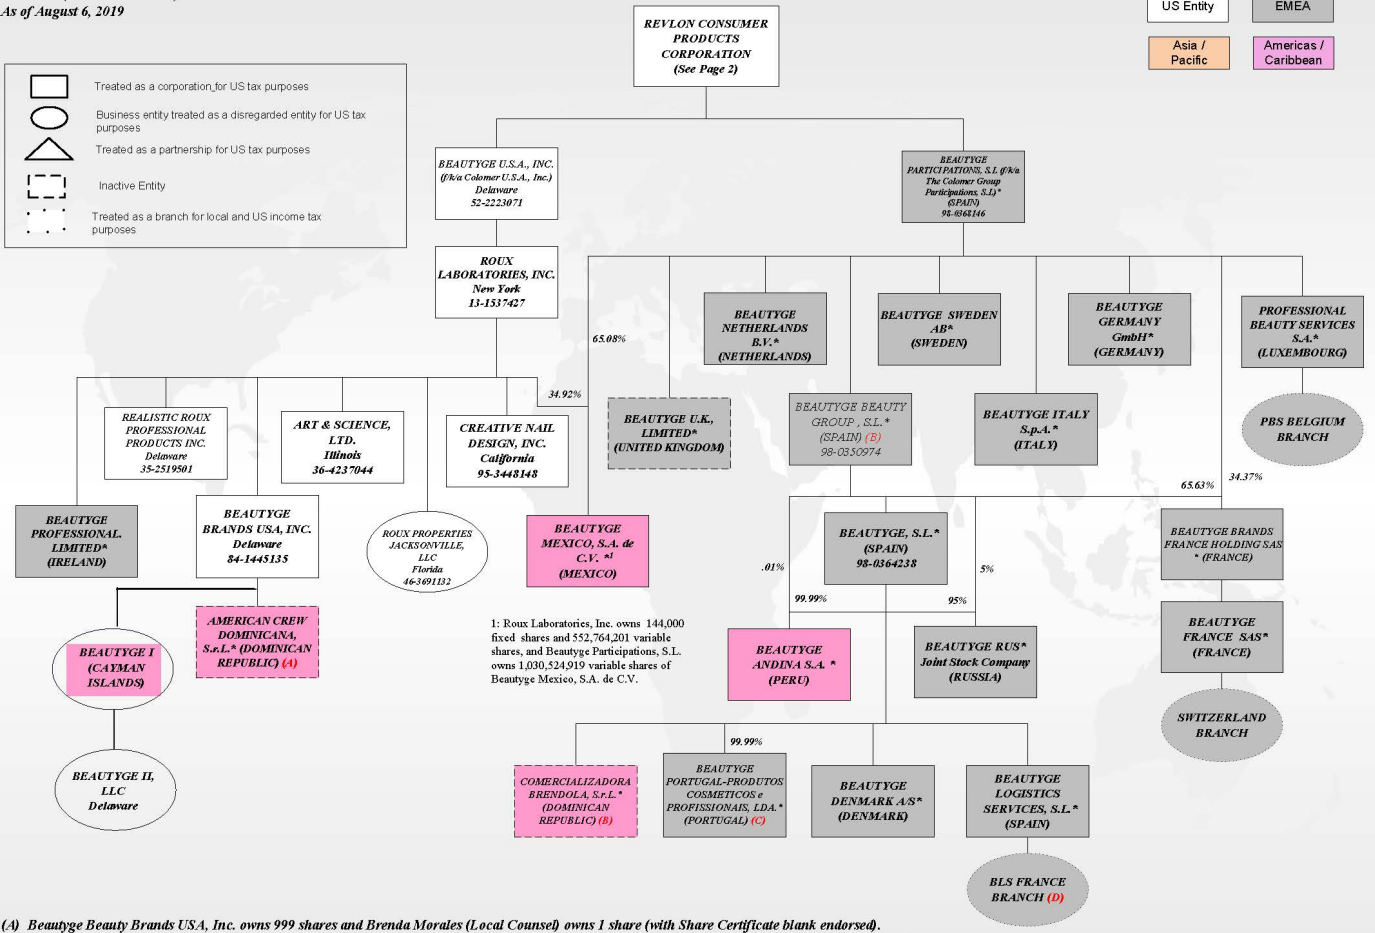 As of August 6, 2019
US Entity
EMEA
Asia /
Pacific
Americas /
Caribbean
Treated as a corporation for US tax purposes
Business entity treated as a disregarded entity for US tax
purposes
Treated as a partnership for US tax purposes
Inactive Entity
Treated as a branch for local and US income tax
purposes
REVLON CONSUMER
PRODUCTS
CORPORATION
(See Page 2)
BEAUTYGE U.S.A., INC.
(f/k/a Colomer U.S.A., Inc.)
Delaware
52-2223071
BEAUTYGE
PARTICIPATIONS, S.L (f/k/a
The Colomer Group
Participations, S.L)*
(SPAIN)
98-0368146
ROUX
LABORATORIES, INC.
New York
13-1537427
65.08%
34.92%
BEAUTYGE
NETHERLANDS
B.V.*
(NETHERLANDS)
BEAUTYGE SWEDEN
AB*
(SWEDEN)
BEAUTYGE
GERMANY
GmbH*
(GERMANY)
PROFESSIONAL
BEAUTY SERVICES
S.A.*
(LUXEMBOURG)
REALISTIC ROUX
PROFESSIONAL
PRODUCTS INC.
Delaware
35-2519501
ART & SCIENCE,
LTD.
Illinois
36-4237044
CREATIVE NAIL
DESIGN, INC.
California
95-3448148
BEAUTYGE U.K.,
LIMITED*
(UNITED KINGDOM)
BEAUTYGE BEAUTY
GROUP , S.L.*
(SPAIN) (B)
98-0350974
BEAUTYGE ITALY
S.p.A.*
(ITALY)
PBS BELGIUM
BRANCH
65.63%
34.37%
BEAUTYGE
PROFESSIONAL.
LIMITED*
(IRELAND)
BEAUTYGE
BRANDS USA, INC.
Delaware
84-1445135
ROUX PROPERTIES
JACKSONVILLE,
LLC
Florida
46-3691132
BEAUTYGE
MEXICO, S.A. de
C.V. *1
(MEXICO)
BEAUTYGE, S.L.*
(SPAIN)
98-0364238
BEAUTYGE BRANDS
FRANCE HOLDING SAS
* (FRANCE)
.01%
5%
99.99%
95%
BEAUTYGE I
(CAYMAN
ISLANDS)
AMERICAN CREW
DOMINICANA,
S.r.L.* (DOMINICAN
REPUBLIC) (A)
1: Roux Laboratories, Inc. owns 144,000
fixed shares and 552,764,201 variable
shares, and Beautyge Participations, S.L.
owns 1,030,524,919 variable shares of
Beautyge Mexico, S.A. de C.V.
BEAUTYGE
ANDINA S.A. *
(PERU)
BEAUTYGE RUS*
Joint Stock Company
(RUSSIA)
BEAUTYGE
FRANCE SAS*
(FRANCE)
SWITZERLAND
BRANCH
BEAUTYGE II,
LLC
Delaware
99.99%
COMERCIALIZADORA
BRENDOLA, S.r.L.*
(DOMINICAN
REPUBLIC) (B)
BEAUTYGE
PORTUGAL-PRODUTOS
COSMETICOS e
PROFISSIONAIS, LDA.*
(PORTUGAL) (C)
BEAUTYGE
DENMARK A/S*
(DENMARK)
BEAUTYGE
LOGISTICS
SERVICES, S.L.*
(SPAIN)
BLS FRANCE
BRANCH (D)
(A) Beautyge Beauty Brands USA, Inc. owns 999 shares and Brenda Morales (Local Counsel) owns 1 share (with Share Certificate blank endorsed).